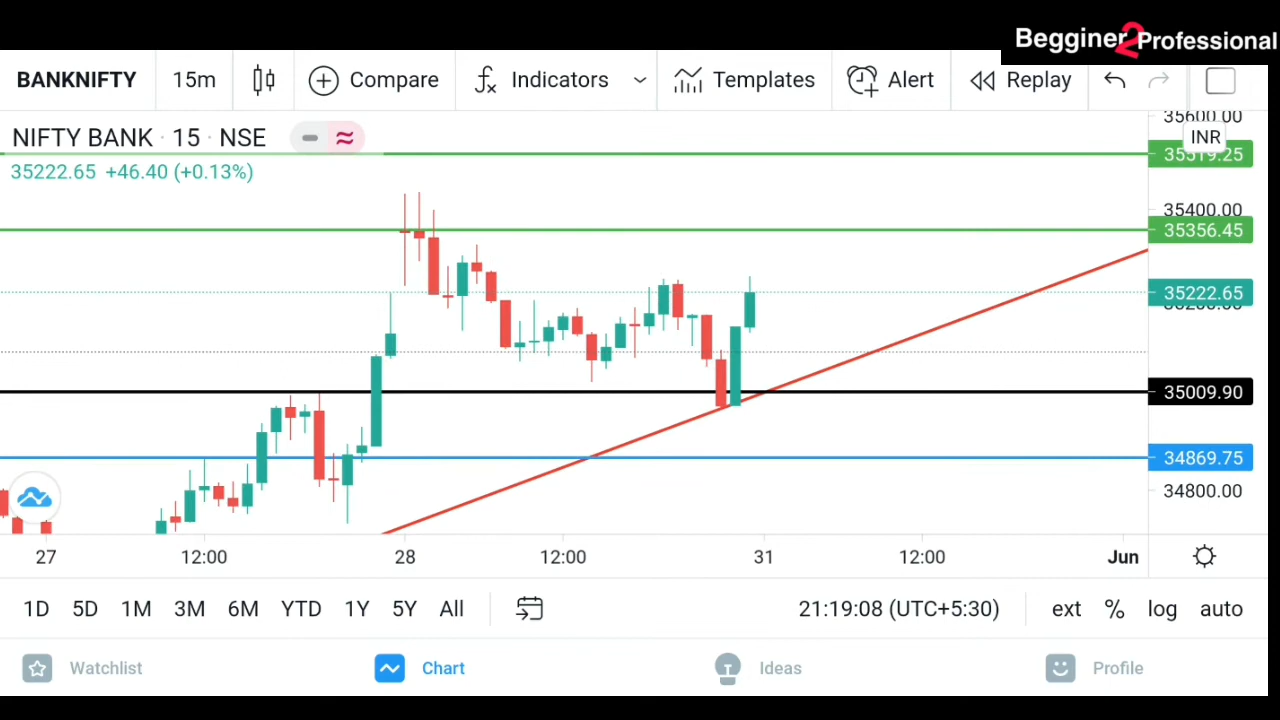 Begginer2Professional
BANKNIFTY 15m Compare Indicators Templates Alert Replay
NIFTY BANK · 15 · NSE
35222.65 +46.40 (+0.13%)
35600.00
INR
35519.25
35400.00
35356.45
35222.65
35009.90
34869.75
34800.00
27 12:00 28 12:00 31 12:00 Jun
1D 5D 1M 3M 6M YTD 1Y 5Y All 21:19:08 (UTC+5:30) ext % log auto
Watchlist Chart Ideas Profile